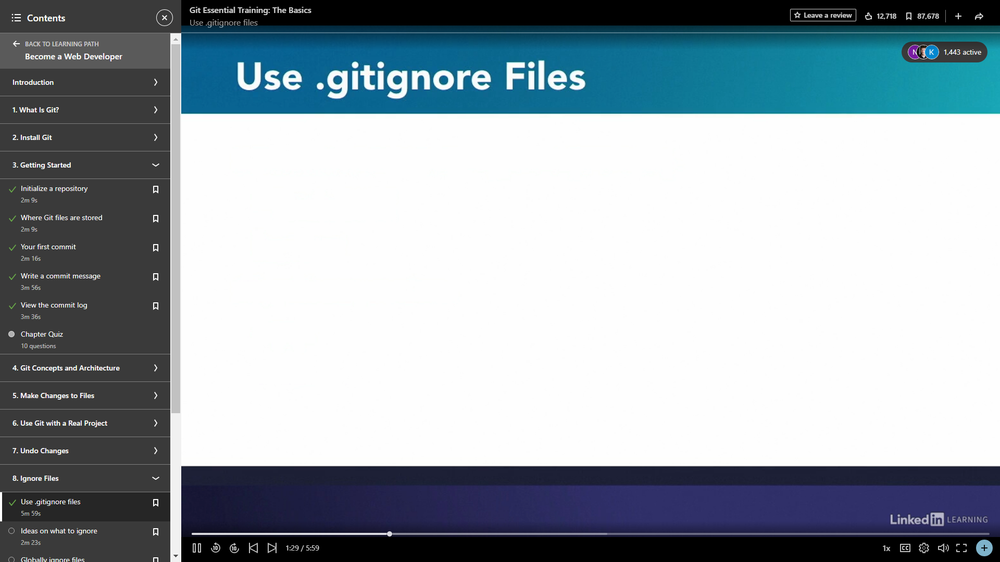 Contents
BACK TO LEARNING PATH
Become a Web Developer
Introduction
1. What Is Git?
2. Install Git
3. Getting Started
Initialize a repository
2m 9s
Where Git files are stored
2m 9s
Your first commit
2m 16s
Write a commit message
3m 56s
View the commit log
3m 36s
Chapter Quiz
10 questions
4. Git Concepts and Architecture
5. Make Changes to Files
6. Use Git with a Real Project
7. Undo Changes
8. Ignore Files
Use .gitignore files
5m 59s
Ideas on what to ignore
2m 23s
Globally ignore files
Git Essential Training: The Basics
Use .gitignore files
Leave a review
12,718
87,678
N K 1,443 active
Use .gitignore Files
LinkedIn LEARNING
10
10
1:29 / 5:59
1x
CC